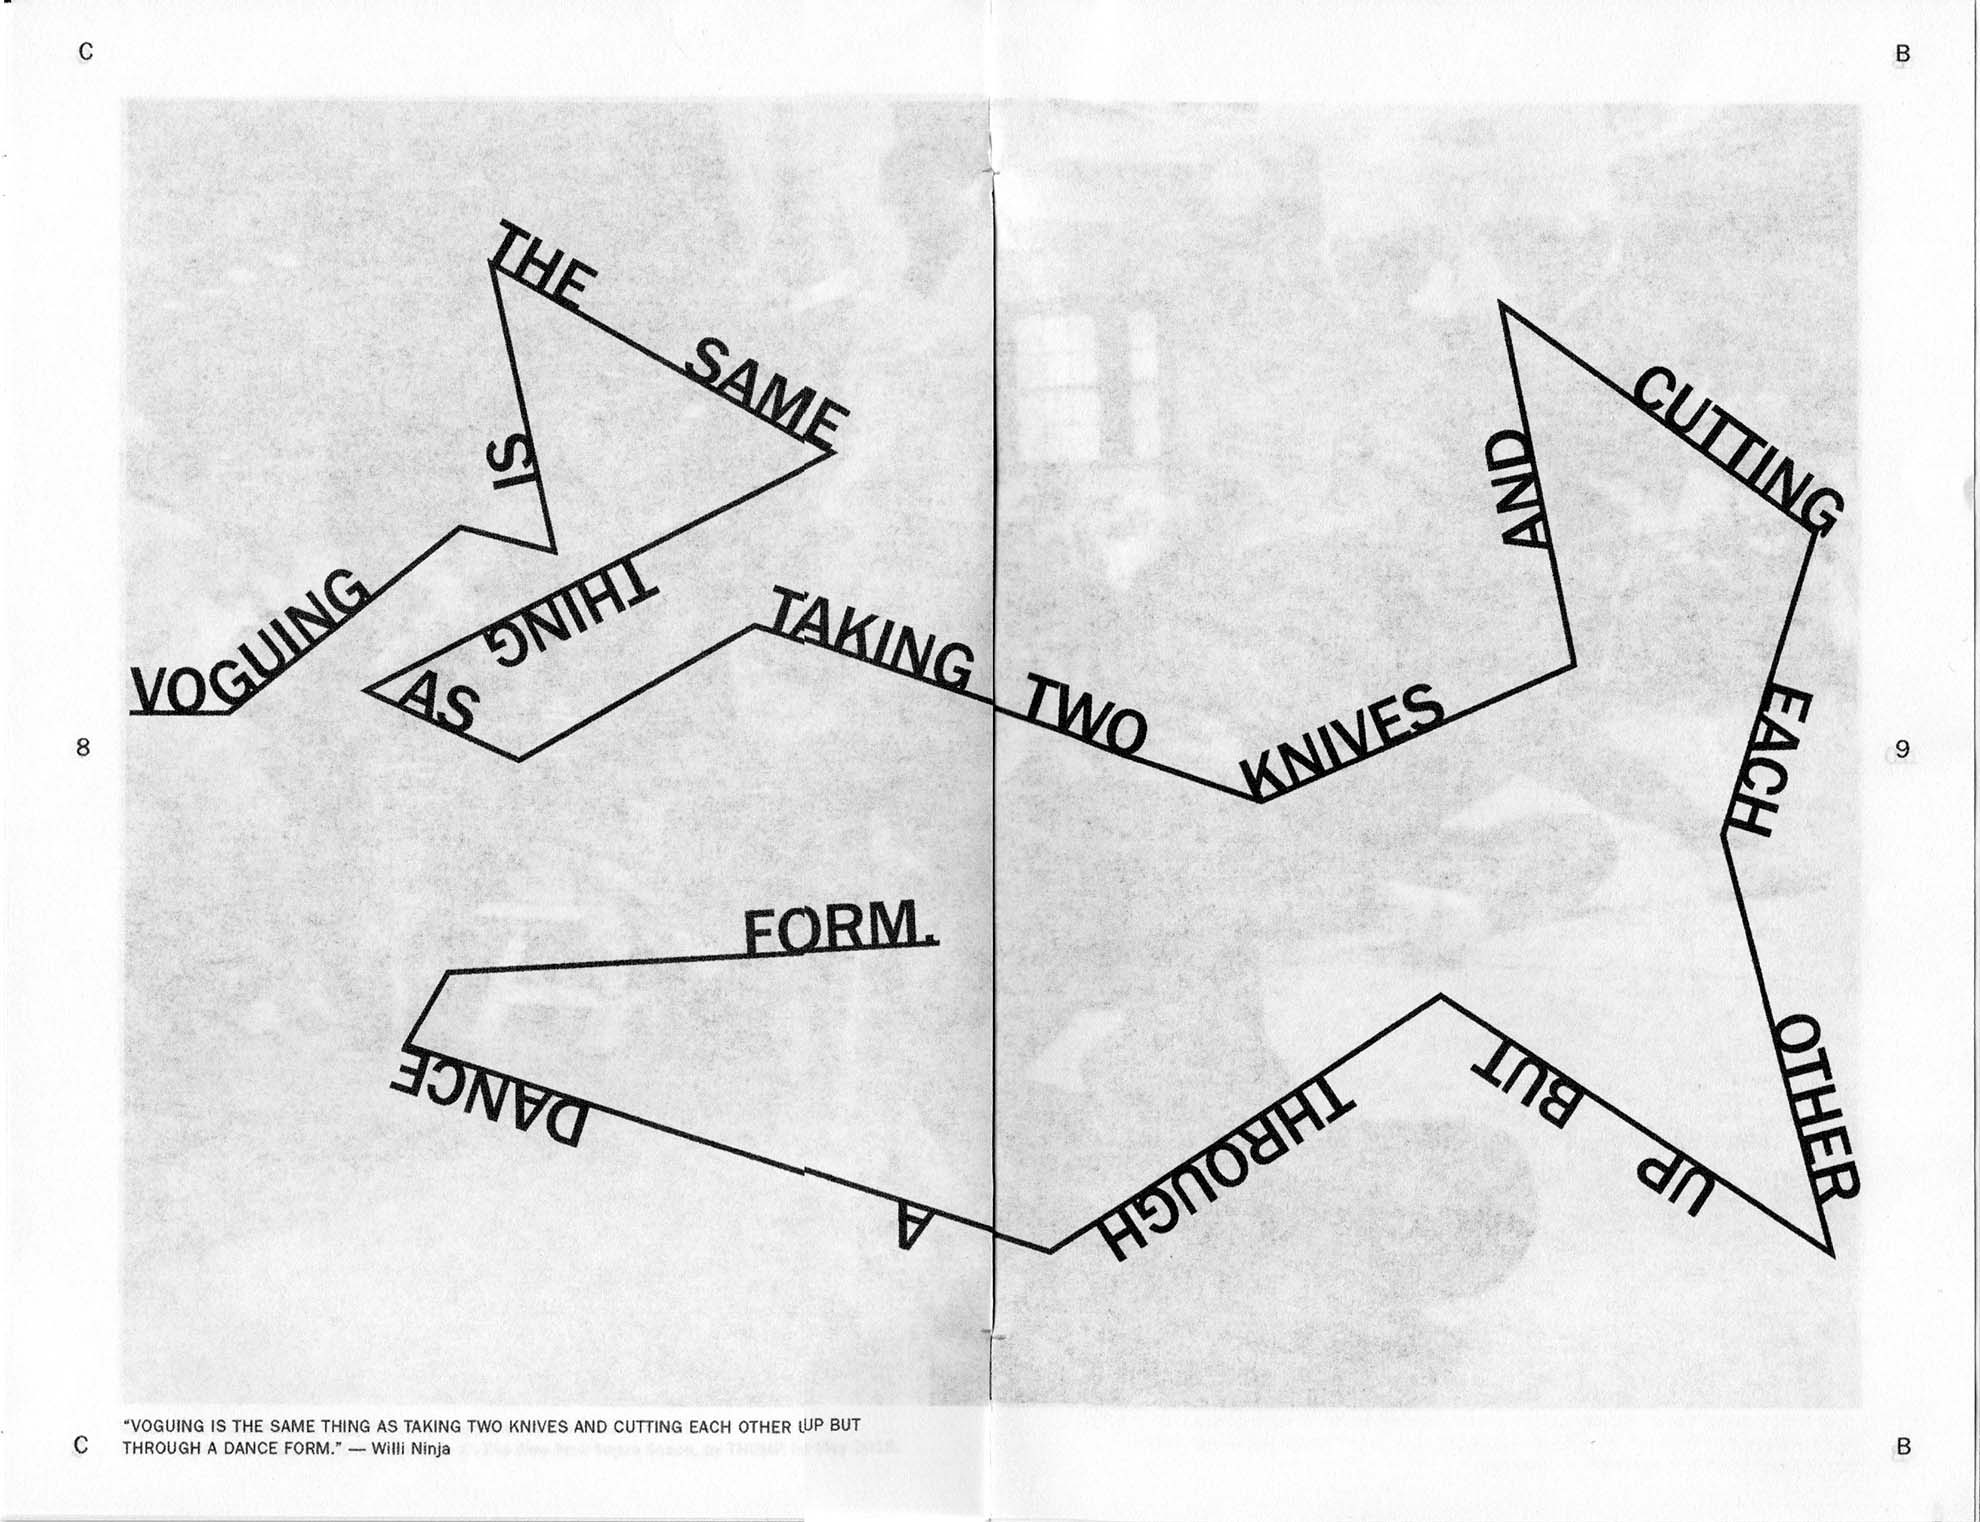 C
B
VOGUING
IS
THE
SAME
THING
AS
TAKING
TWO
KNIVES
AND
CUTTING
EACH
OTHER
UP
BUT
THROUGH
A
DANCE
FORM.
8
9
“VOGUING IS THE SAME THING AS TAKING TWO KNIVES AND CUTTING EACH OTHER UP BUT
THROUGH A DANCE FORM.” — Willi Ninja
C
B